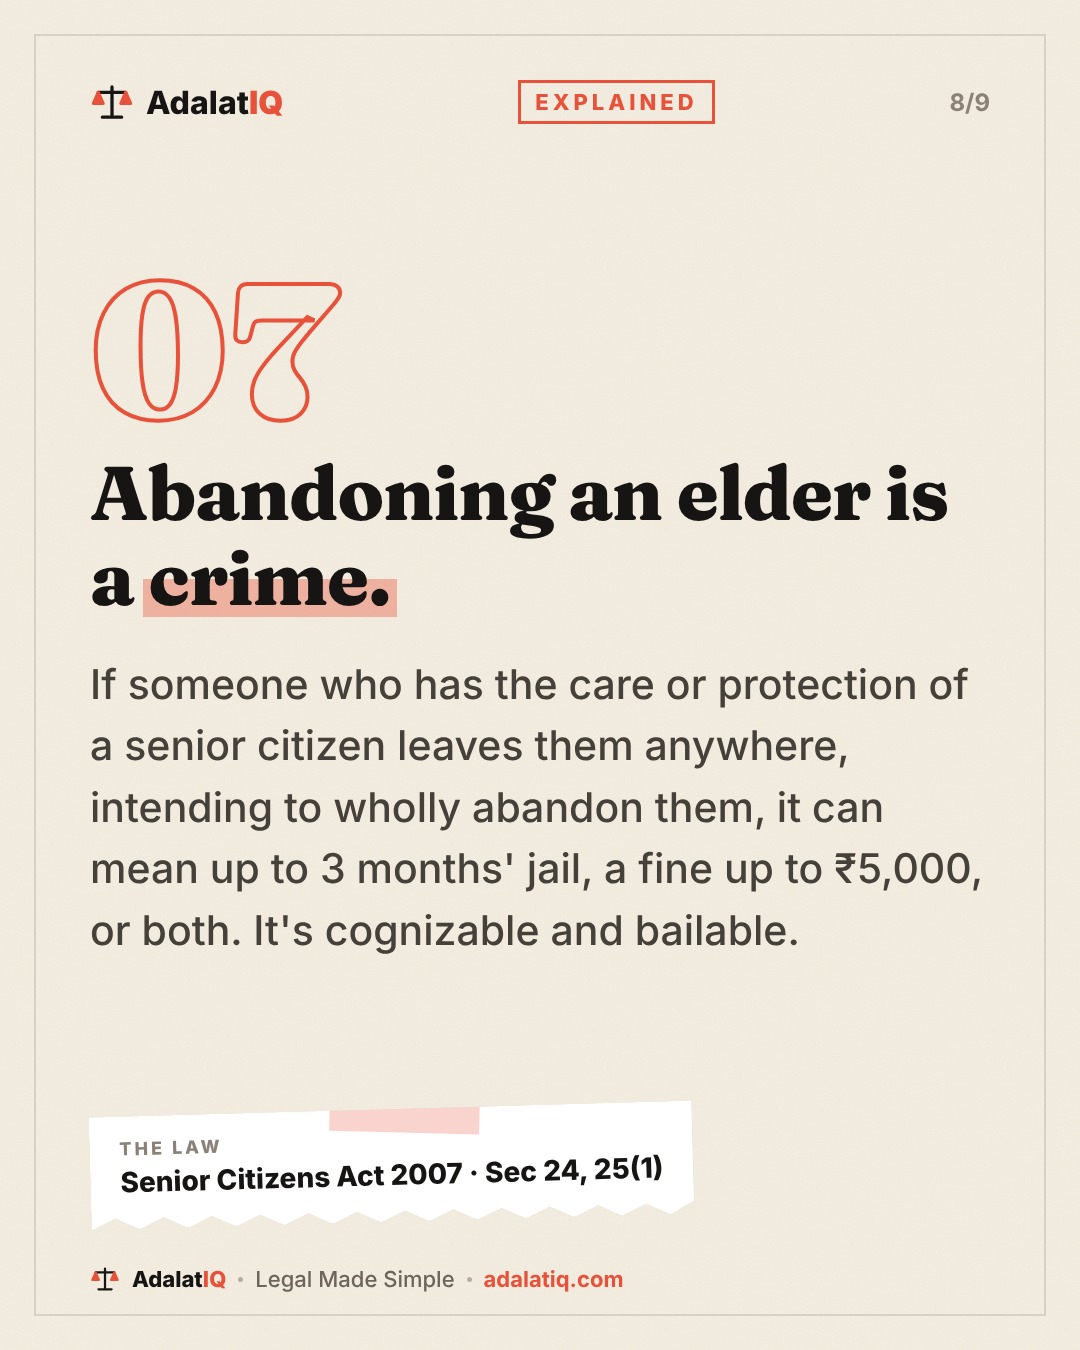 AdalatIQ
EXPLAINED
8/9
07
Abandoning an elder is
a crime.
If someone who has the care or protection of
a senior citizen leaves them anywhere,
intending to wholly abandon them, it can
mean up to 3 months' jail, a fine up to ₹5,000,
or both. It's cognizable and bailable.
THE LAW
Senior Citizens Act 2007 · Sec 24, 25(1)
AdalatIQ • Legal Made Simple • adalatiq.com